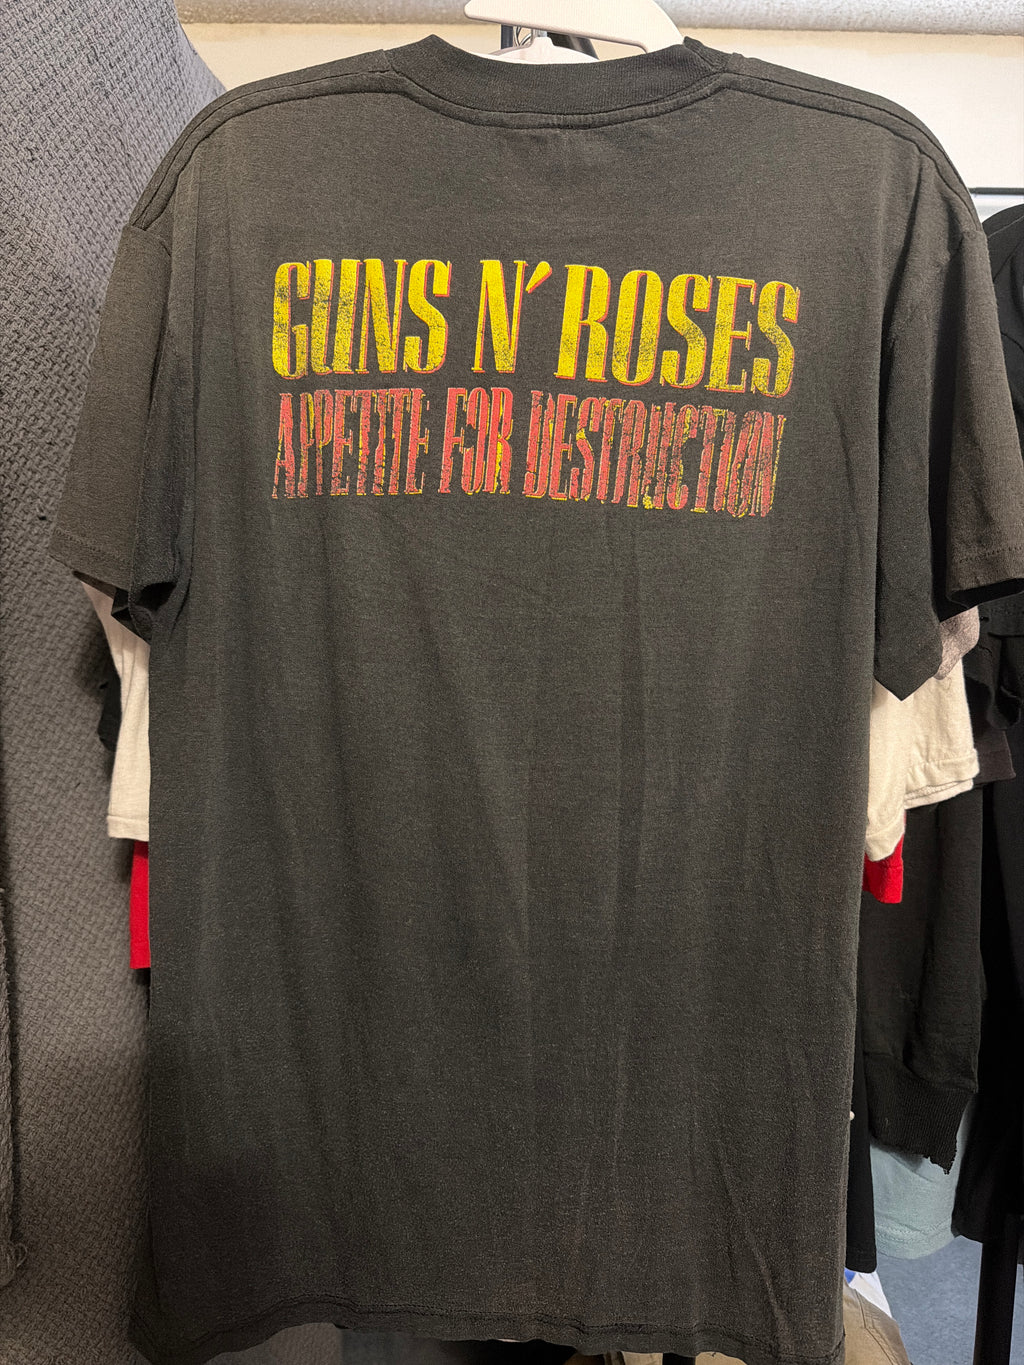 GUNS N' ROSES
APPETITE FOR DESTRUCTION